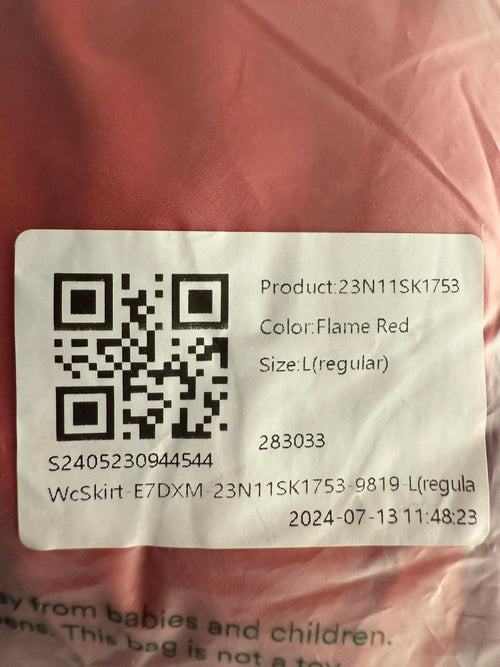 Product:23N11SK1753
Color:Flame Red
Size:L(regular)
283033
S2405230944544
WcSkirt-E7DXM-23N11SK1753-9819-L(regula
2024-07-13 11:48:23
from babies and children.
This bag is not a